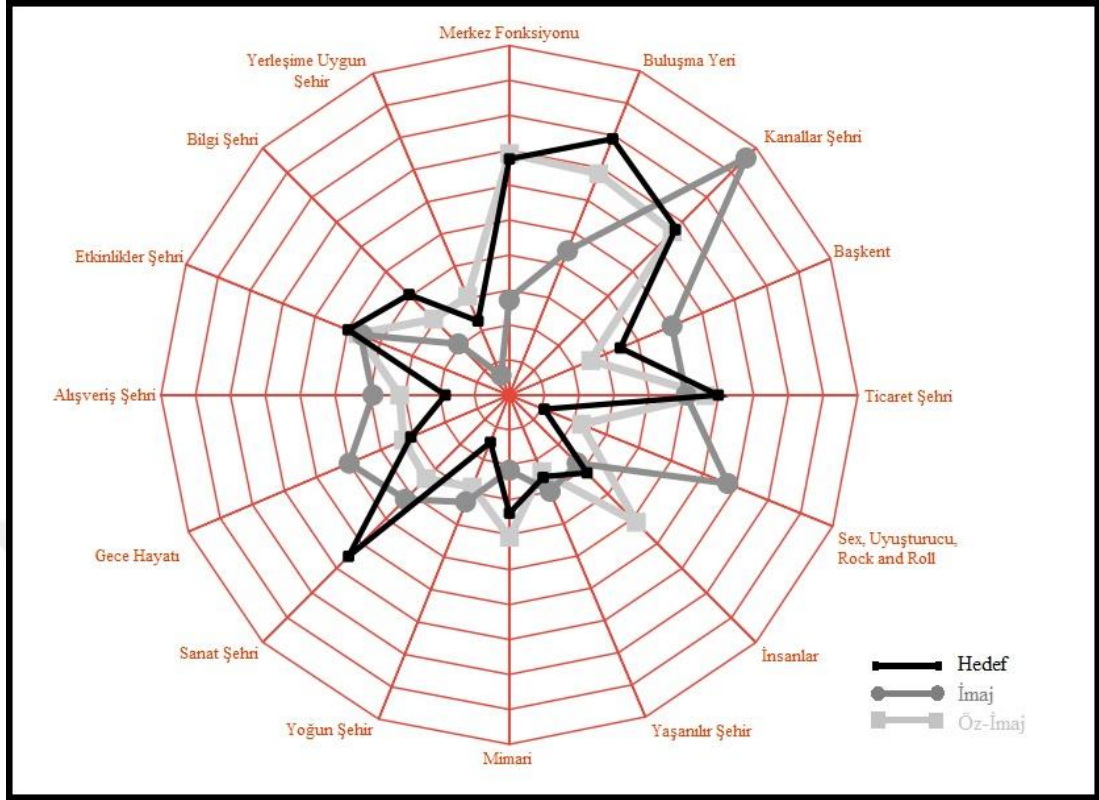 Merkez Fonksiyonu
Buluşma Yeri
Kanallar Şehri
Başkent
Ticaret Şehri
Sex, Uyuşturucu,
Rock and Roll
İnsanlar
Yaşanılır Şehir
Mimari
Yoğun Şehir
Sanat Şehri
Gece Hayatı
Alışveriş Şehri
Etkinlikler Şehri
Bilgi Şehri
Yerleşime Uygun
Şehir
Hedef
İmaj
Öz-İmaj